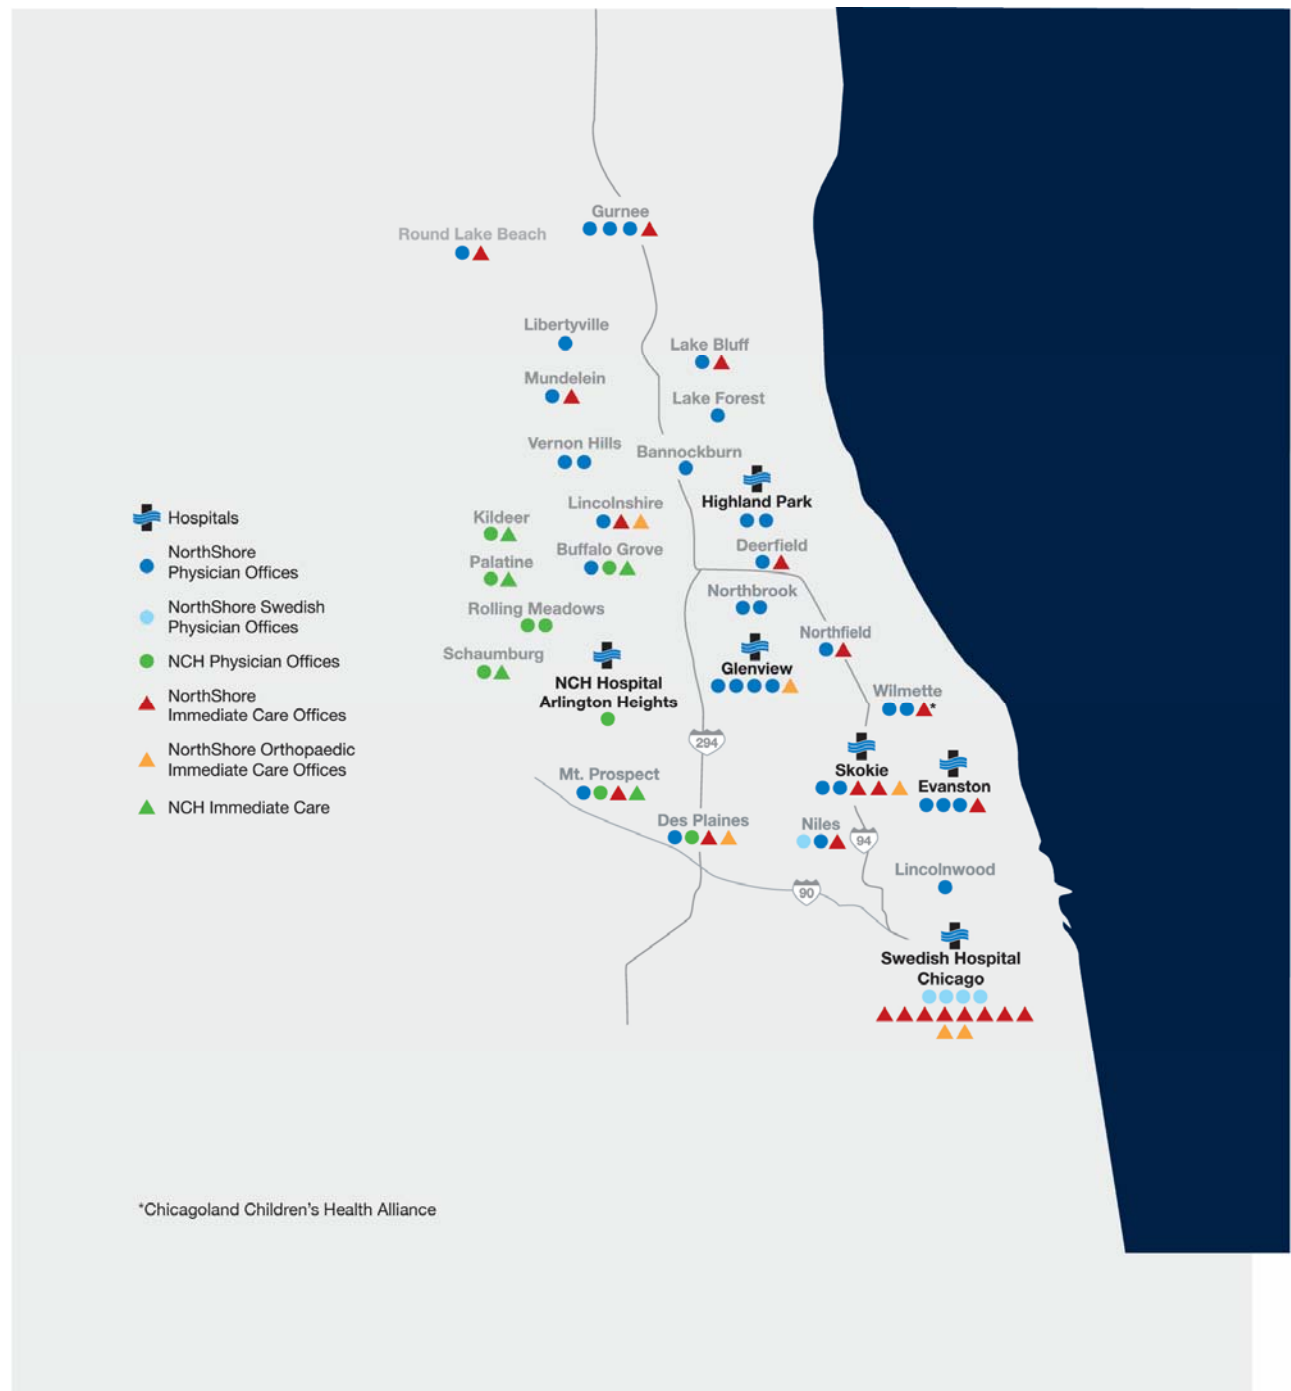 Gurnee
Round Lake Beach
Libertyville
Lake Bluff
Mundelein
Lake Forest
Vernon Hills
Bannockburn
Highland Park
Lincolnshire
Kildeer
Deerfield
Buffalo Grove
Palatine
Northbrook
Rolling Meadows
Northfield
Schaumburg
Glenview
NCH Hospital
Arlington Heights
Wilmette
*
294
Skokie
Mt. Prospect
Evanston
Des Plaines
Niles
94
Lincolnwood
90
Swedish Hospital
Chicago
Hospitals
NorthShore
Physician Offices
NorthShore Swedish
Physician Offices
NCH Physician Offices
NorthShore
Immediate Care Offices
NorthShore Orthopaedic
Immediate Care Offices
NCH Immediate Care
*Chicagoland Children's Health Alliance